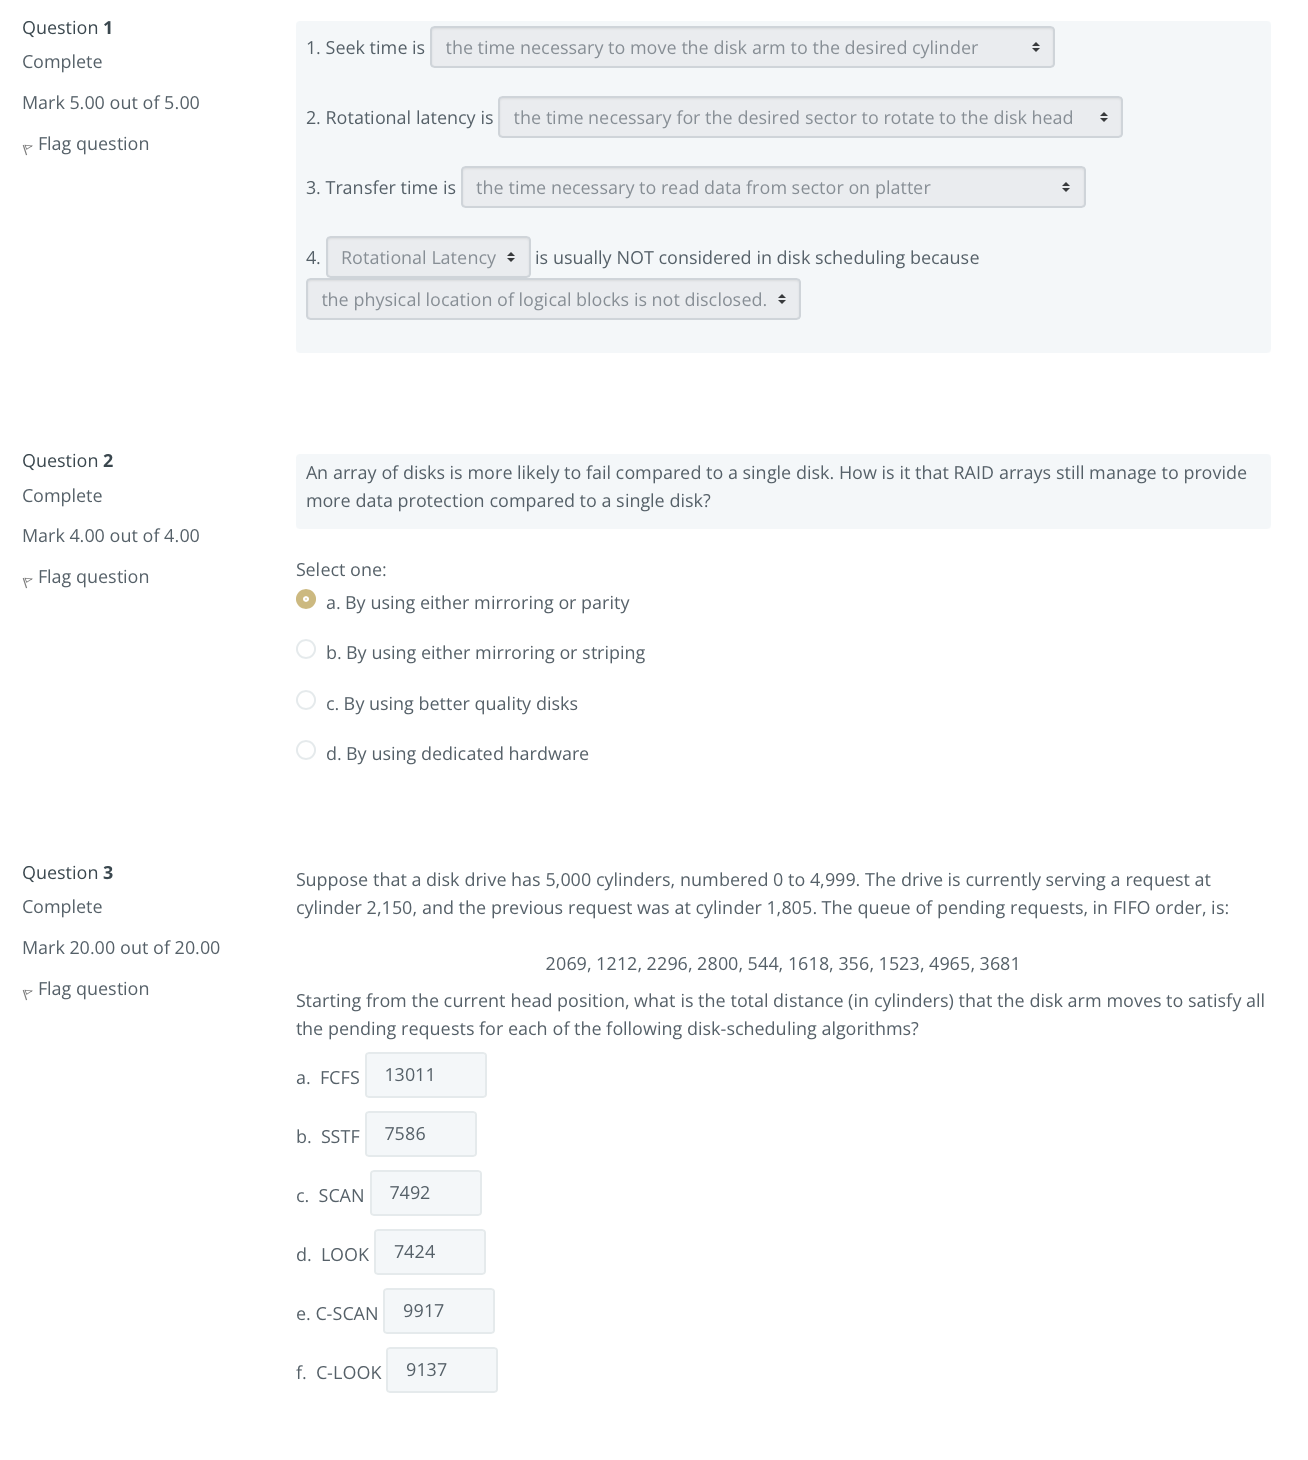 Question 1
Complete
Mark 5.00 out of 5.00
Flag question
1. Seek time is the time necessary to move the disk arm to the desired cylinder
2. Rotational latency is the time necessary for the desired sector to rotate to the disk head
3. Transfer time is the time necessary to read data from sector on platter
4. Rotational Latency is usually NOT considered in disk scheduling because
the physical location of logical blocks is not disclosed.
Question 2
Complete
Mark 4.00 out of 4.00
Flag question
An array of disks is more likely to fail compared to a single disk. How is it that RAID arrays still manage to provide
more data protection compared to a single disk?
Select one:
a. By using either mirroring or parity
b. By using either mirroring or striping
c. By using better quality disks
d. By using dedicated hardware
Question 3
Complete
Mark 20.00 out of 20.00
Flag question
Suppose that a disk drive has 5,000 cylinders, numbered 0 to 4,999. The drive is currently serving a request at
cylinder 2,150, and the previous request was at cylinder 1,805. The queue of pending requests, in FIFO order, is:
2069, 1212, 2296, 2800, 544, 1618, 356, 1523, 4965, 3681
Starting from the current head position, what is the total distance (in cylinders) that the disk arm moves to satisfy all
the pending requests for each of the following disk-scheduling algorithms?
a. FCFS 13011
b. SSTF 7586
c. SCAN 7492
d. LOOK 7424
e. C-SCAN 9917
f. C-LOOK 9137